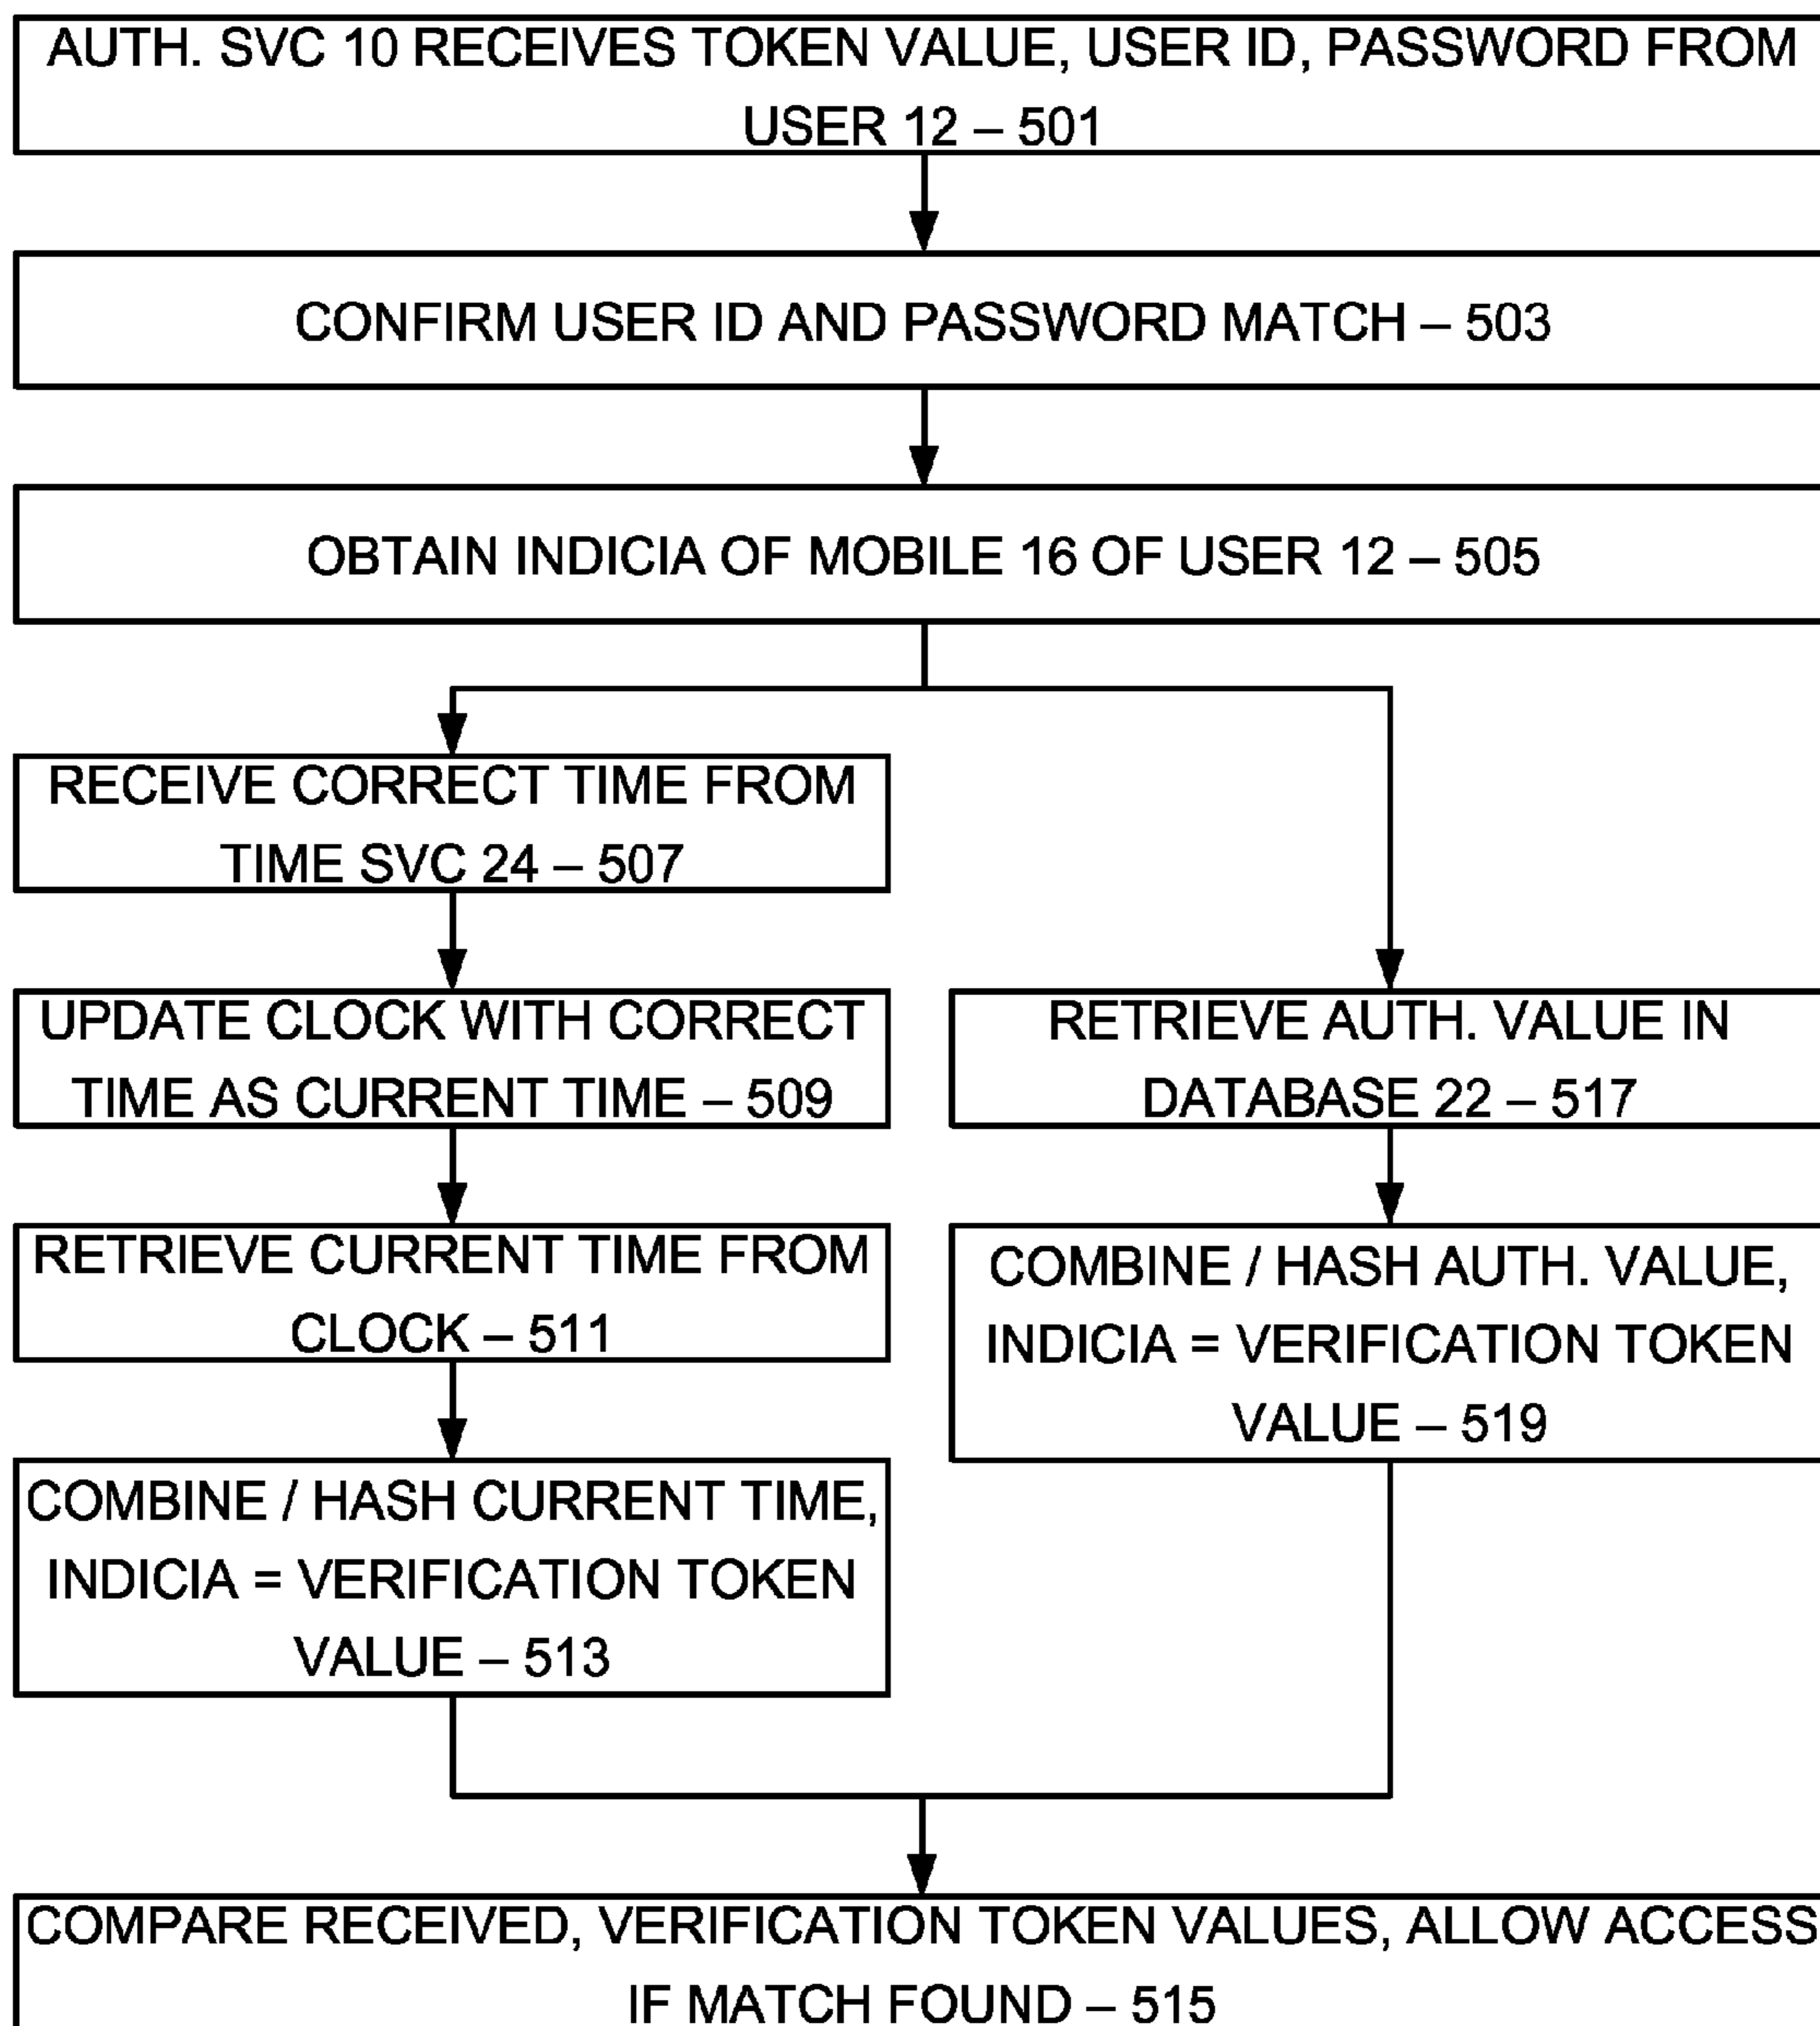 AUTH. SVC 10 RECEIVES TOKEN VALUE, USER ID, PASSWORD FROM
USER 12 – 501
CONFIRM USER ID AND PASSWORD MATCH – 503
OBTAIN INDICIA OF MOBILE 16 OF USER 12 – 505
RECEIVE CORRECT TIME FROM
TIME SVC 24 – 507
UPDATE CLOCK WITH CORRECT
TIME AS CURRENT TIME – 509
RETRIEVE CURRENT TIME FROM
CLOCK – 511
COMBINE / HASH CURRENT TIME,
INDICIA = VERIFICATION TOKEN
VALUE – 513
RETRIEVE AUTH. VALUE IN
DATABASE 22 – 517
COMBINE / HASH AUTH. VALUE,
INDICIA = VERIFICATION TOKEN
VALUE – 519
COMPARE RECEIVED, VERIFICATION TOKEN VALUES, ALLOW ACCESS
IF MATCH FOUND – 515